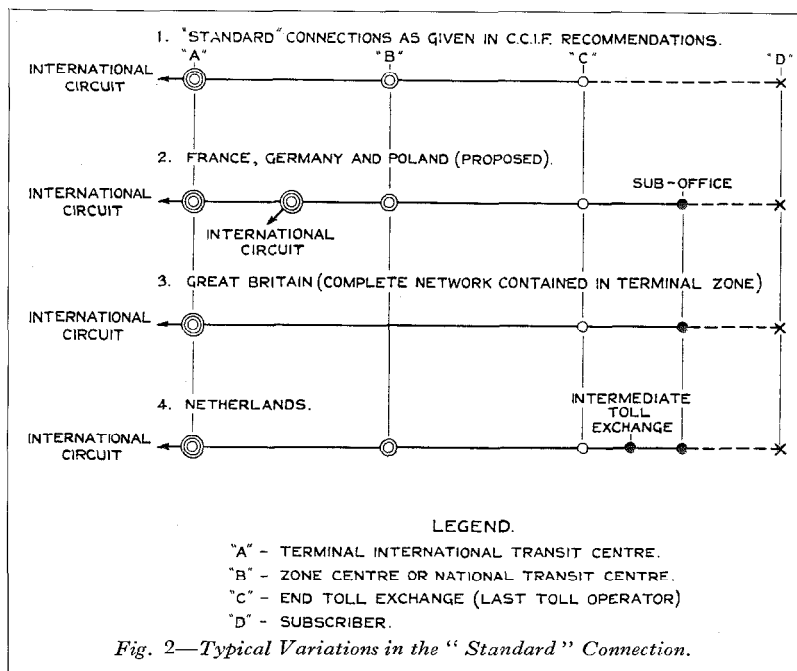 1. "STANDARD" CONNECTIONS AS GIVEN IN C.C.I.F. RECOMMENDATIONS.
"A" "B" "C" "D"
INTERNATIONAL
CIRCUIT
2. FRANCE, GERMANY AND POLAND (PROPOSED).
SUB-OFFICE
INTERNATIONAL
CIRCUIT
INTERNATIONAL
CIRCUIT
3. GREAT BRITAIN (COMPLETE NETWORK CONTAINED IN TERMINAL ZONE)
INTERNATIONAL
CIRCUIT
4. NETHERLANDS.
INTERMEDIATE
TOLL
EXCHANGE
INTERNATIONAL
CIRCUIT
LEGEND.
"A" - TERMINAL INTERNATIONAL TRANSIT CENTRE.
"B" - ZONE CENTRE OR NATIONAL TRANSIT CENTRE.
"C" - END TOLL EXCHANGE (LAST TOLL OPERATOR)
"D" - SUBSCRIBER.
Fig. 2—Typical Variations in the "Standard" Connection.